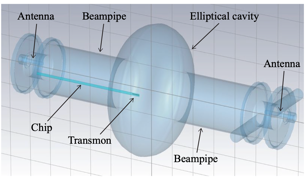 Antenna
Beampipe
Elliptical cavity
Antenna
Chip
Transmon
Beampipe